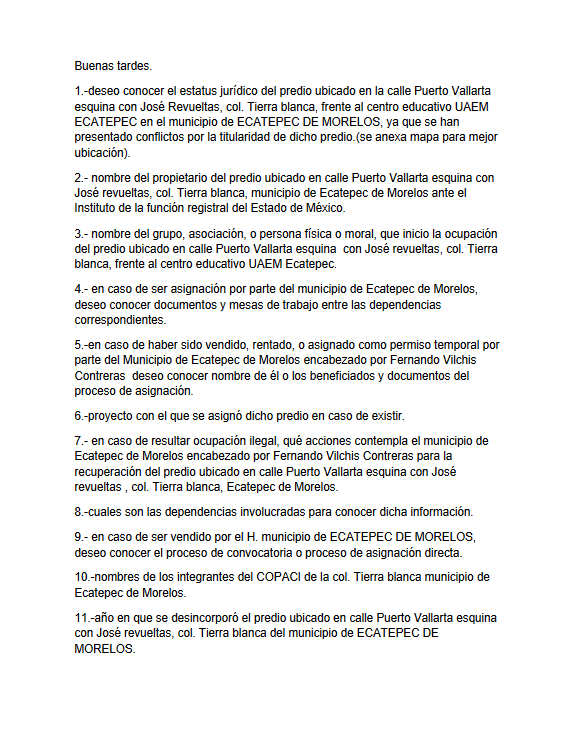 Buenas tardes.
1.-deseo conocer el estatus jurídico del predio ubicado en la calle Puerto Vallarta
esquina con José Revueltas, col. Tierra blanca, frente al centro educativo UAEM
ECATEPEC en el municipio de ECATEPEC DE MORELOS, ya que se han
presentado conflictos por la titularidad de dicho predio.(se anexa mapa para mejor
ubicación).
2.- nombre del propietario del predio ubicado en calle Puerto Vallarta esquina con
José revueltas, col. Tierra blanca, municipio de Ecatepec de Morelos ante el
Instituto de la función registral del Estado de México.
3.- nombre del grupo, asociación, o persona física o moral, que inicio la ocupación
del predio ubicado en calle Puerto Vallarta esquina  con José revueltas, col. Tierra
blanca, frente al centro educativo UAEM Ecatepec.
4.- en caso de ser asignación por parte del municipio de Ecatepec de Morelos,
deseo conocer documentos y mesas de trabajo entre las dependencias
correspondientes.
5.-en caso de haber sido vendido, rentado, o asignado como permiso temporal por
parte del Municipio de Ecatepec de Morelos encabezado por Fernando Vilchis
Contreras  deseo conocer nombre de él o los beneficiados y documentos del
proceso de asignación.
6.-proyecto con el que se asignó dicho predio en caso de existir.
7.- en caso de resultar ocupación ilegal, qué acciones contempla el municipio de
Ecatepec de Morelos encabezado por Fernando Vilchis Contreras para la
recuperación del predio ubicado en calle Puerto Vallarta esquina con José
revueltas , col. Tierra blanca, Ecatepec de Morelos.
8.-cuales son las dependencias involucradas para conocer dicha información.
9.- en caso de ser vendido por el H. municipio de ECATEPEC DE MORELOS,
deseo conocer el proceso de convocatoria o proceso de asignación directa.
10.-nombres de los integrantes del COPACI de la col. Tierra blanca municipio de
Ecatepec de Morelos.
11.-año en que se desincorporó el predio ubicado en calle Puerto Vallarta esquina
con José revueltas, col. Tierra blanca del municipio de ECATEPEC DE
MORELOS.